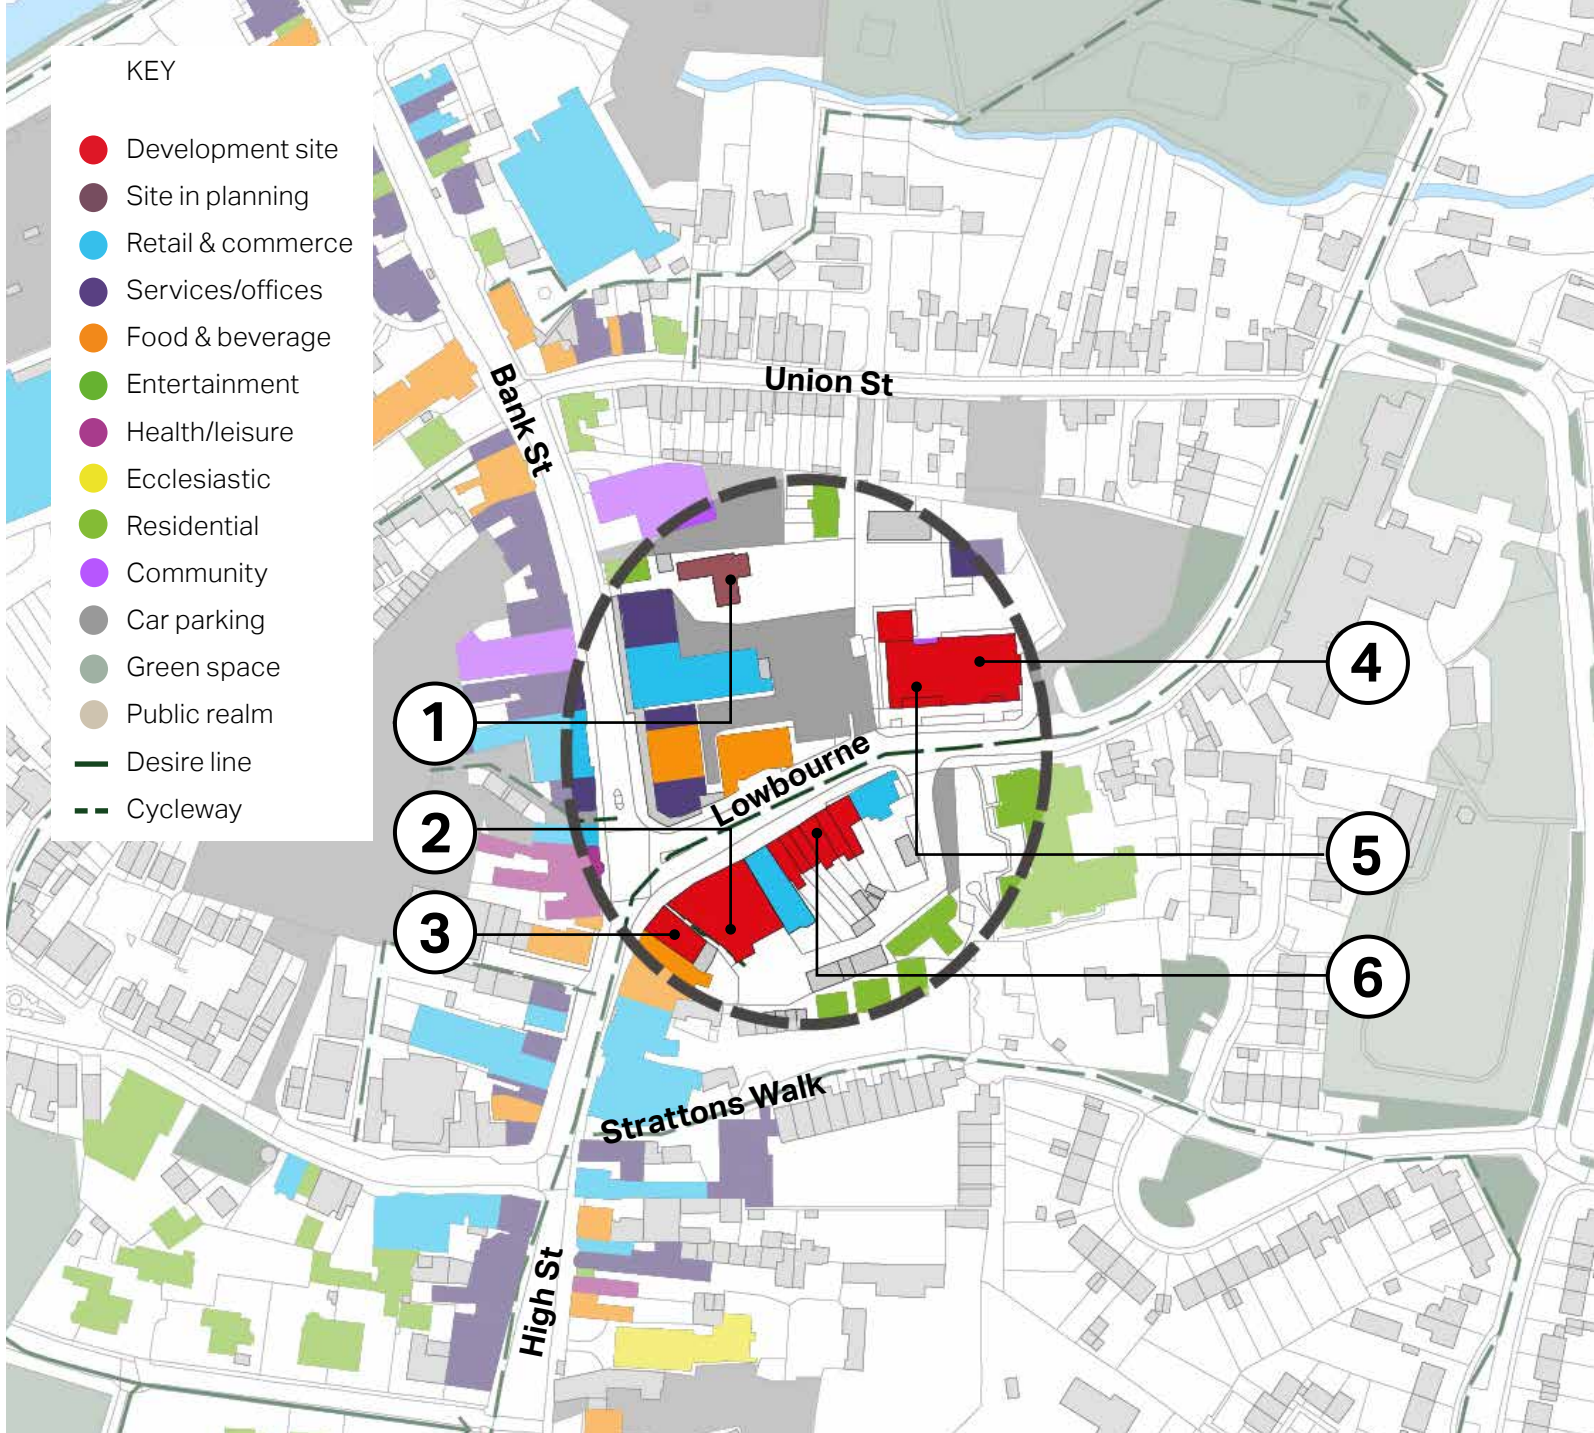 KEY
Development site
Site in planning
Retail & commerce
Services/offices
Food & beverage
Entertainment
Health/leisure
Ecclesiastic
Residential
Community
Car parking
Green space
Public realm
Desire line
Cycleway
Bank St
Union St
Lowbourne
Strattons Walk
High St
1
2
3
4
5
6